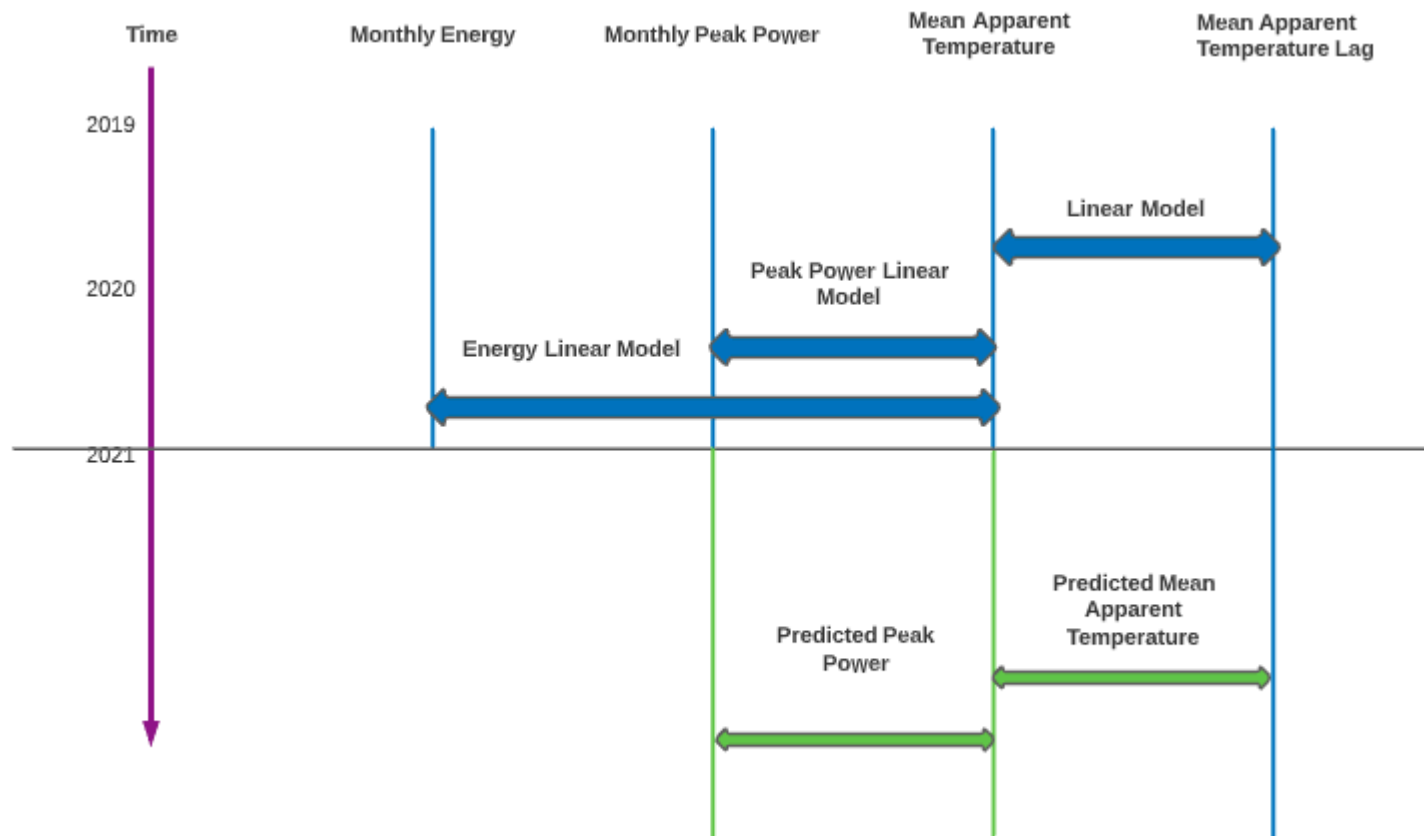 Time
Monthly Energy
Monthly Peak Power
Mean Apparent
Temperature
Mean Apparent
Temperature Lag
2019
Linear Model
Peak Power Linear
Model
2020
Energy Linear Model
2021
Predicted Mean
Apparent
Temperature
Predicted Peak
Power